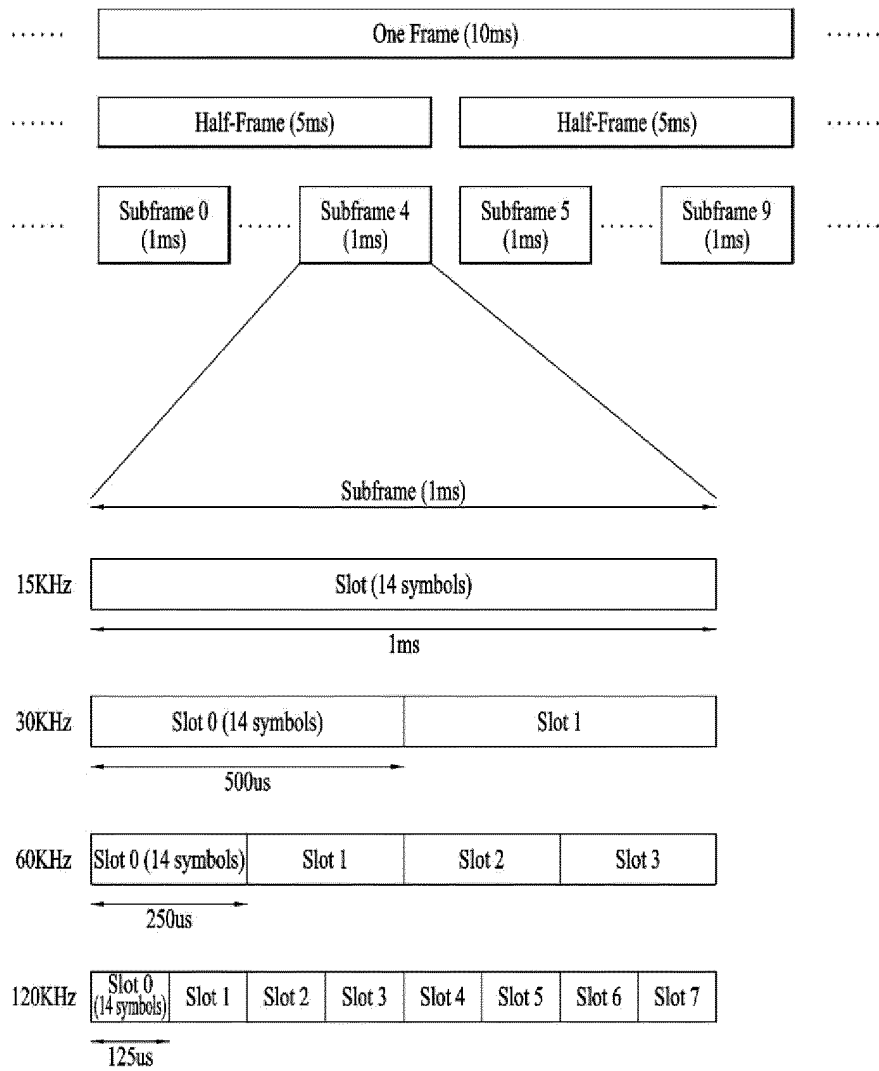 ...... One Frame (10ms) ......
...... Half-Frame (5ms) Half-Frame (5ms) ......
...... Subframe 0 (1ms) ...... Subframe 4 (1ms) Subframe 5 (1ms) ...... Subframe 9 (1ms) ......
Subframe (1ms)
15KHz Slot (14 symbols)
1ms
30KHz Slot 0 (14 symbols) Slot 1
500us
60KHz Slot 0 (14 symbols) Slot 1 Slot 2 Slot 3
250us
120KHz Slot 0 (14 symbols) Slot 1 Slot 2 Slot 3 Slot 4 Slot 5 Slot 6 Slot 7
125us